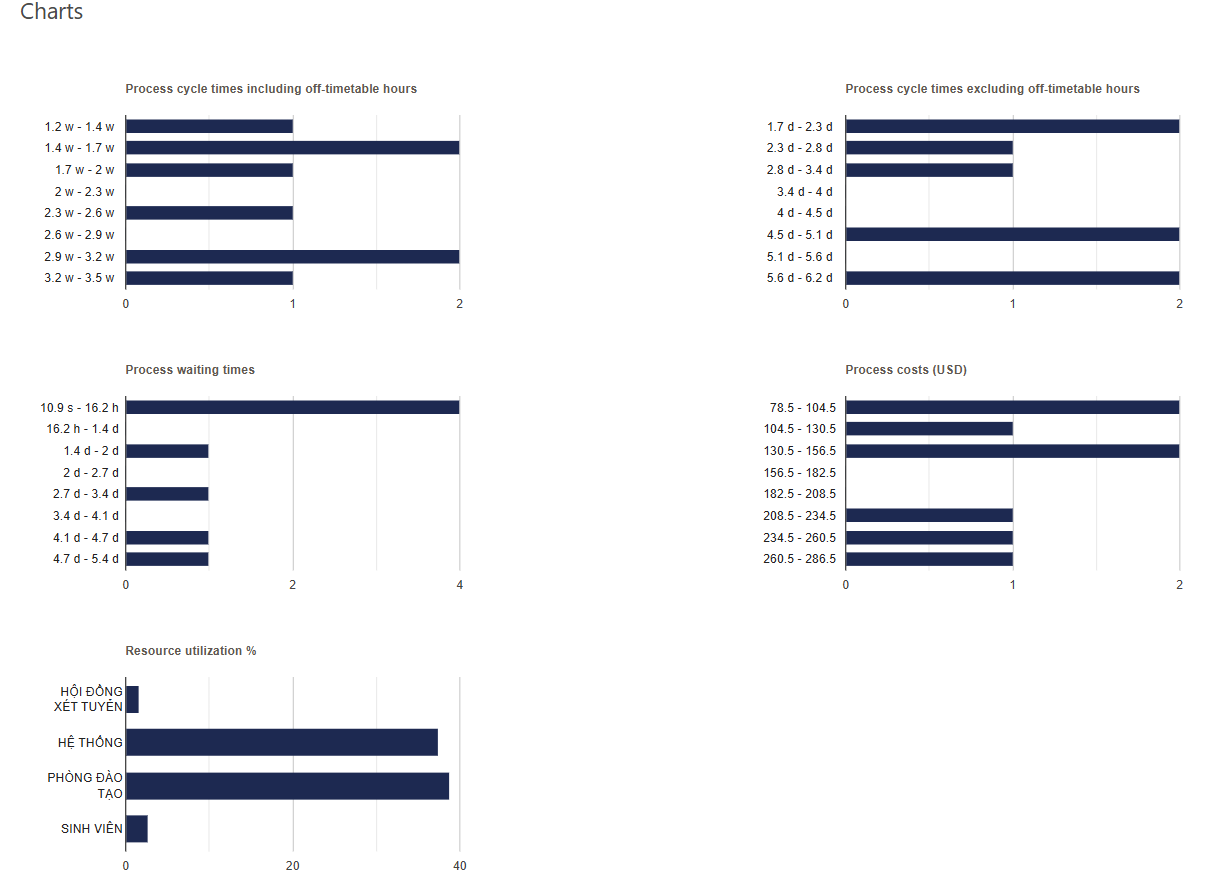 Charts
Process cycle times including off-timetable hours
1.2 w - 1.4 w
1.4 w - 1.7 w
1.7 w - 2 w
2 w - 2.3 w
2.3 w - 2.6 w
2.6 w - 2.9 w
2.9 w - 3.2 w
3.2 w - 3.5 w
0 1 2
Process cycle times excluding off-timetable hours
1.7 d - 2.3 d
2.3 d - 2.8 d
2.8 d - 3.4 d
3.4 d - 4 d
4 d - 4.5 d
4.5 d - 5.1 d
5.1 d - 5.6 d
5.6 d - 6.2 d
0 1 2
Process waiting times
10.9 s - 16.2 h
16.2 h - 1.4 d
1.4 d - 2 d
2 d - 2.7 d
2.7 d - 3.4 d
3.4 d - 4.1 d
4.1 d - 4.7 d
4.7 d - 5.4 d
0 2 4
Process costs (USD)
78.5 - 104.5
104.5 - 130.5
130.5 - 156.5
156.5 - 182.5
182.5 - 208.5
208.5 - 234.5
234.5 - 260.5
260.5 - 286.5
0 1 2
Resource utilization %
HỘI ĐỒNG
XÉT TUYỂN
HỆ THỐNG
PHÒNG ĐÀO
TẠO
SINH VIÊN
0 20 40